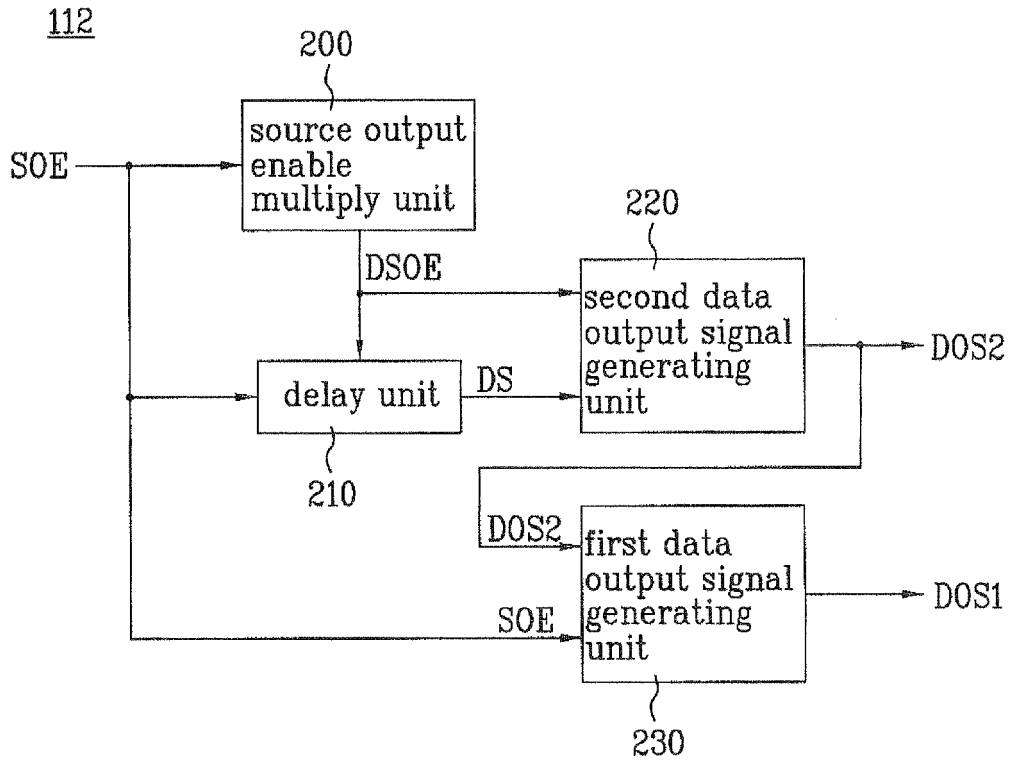 112
200
source output
enable
multiply unit
SOE
220
DSOE
second data
output signal
generating
unit
DOS2
delay unit
DS
210
DOS2
first data
output signal
generating
unit
DOS1
SOE
230